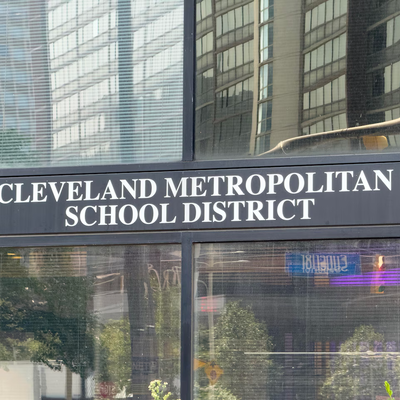 CLEVELAND METROPOLITAN
SCHOOL DISTRICT